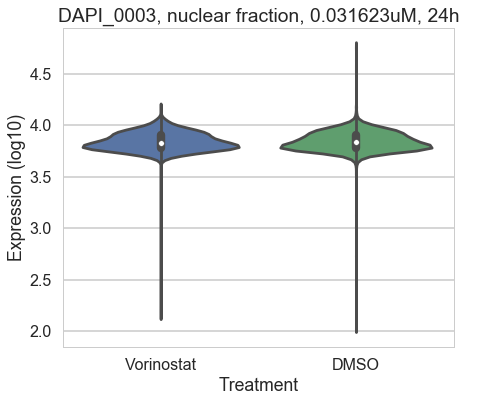 DAPI_0003, nuclear fraction, 0.031623uM, 24h
Expression (log10)
4.5
4.0
3.5
3.0
2.5
2.0
Vorinostat DMSO
Treatment